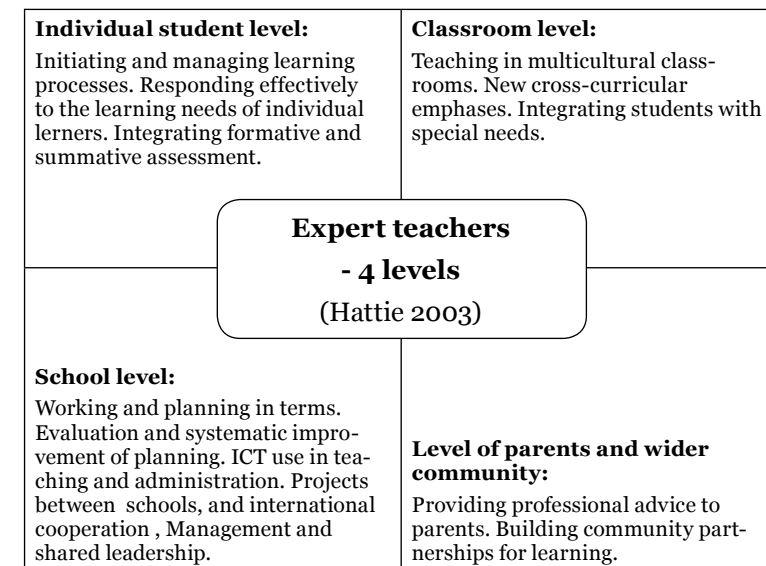 Individual student level:
Initiating and managing learning
processes. Responding effectively
to the learning needs of individual
lerners. Integrating formative and
summative assessment.
Classroom level:
Teaching in multicultural class-
rooms. New cross-curricular
emphases. Integrating students with
special needs.
Expert teachers
- 4 levels
(Hattie 2003)
School level:
Working and planning in terms.
Evaluation and systematic impro-
vement of planning. ICT use in tea-
ching and administration. Projects
between  schools, and international
cooperation , Management and
shared leadership.
Level of parents and wider
community:
Providing professional advice to
parents. Building community part-
nerships for learning.